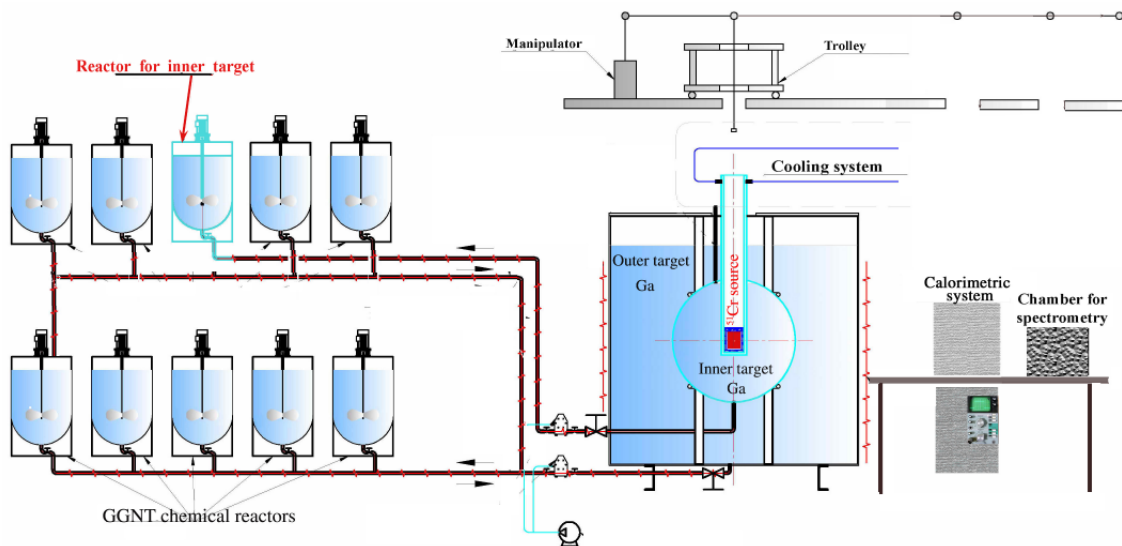 Manipulator
Trolley
Reactor for inner target
Cooling system
Outer target
Ga
51Cr source
Calorimetric
system
Chamber for
spectrometry
Inner target
Ga
GGNT chemical reactors